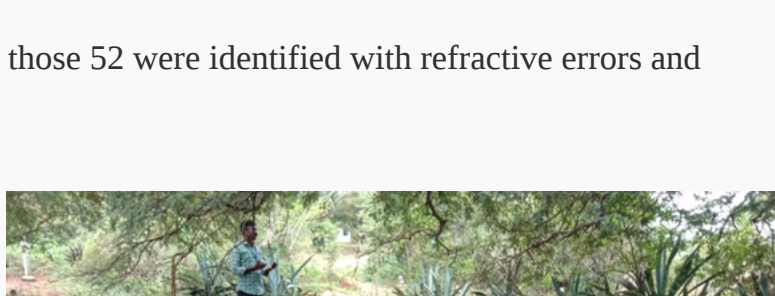 those 52 were identified with refractive errors and